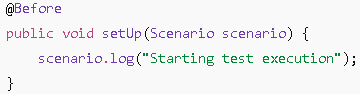 @Before
public void setUp(Scenario scenario) {
    scenario.log("Starting test execution");
}